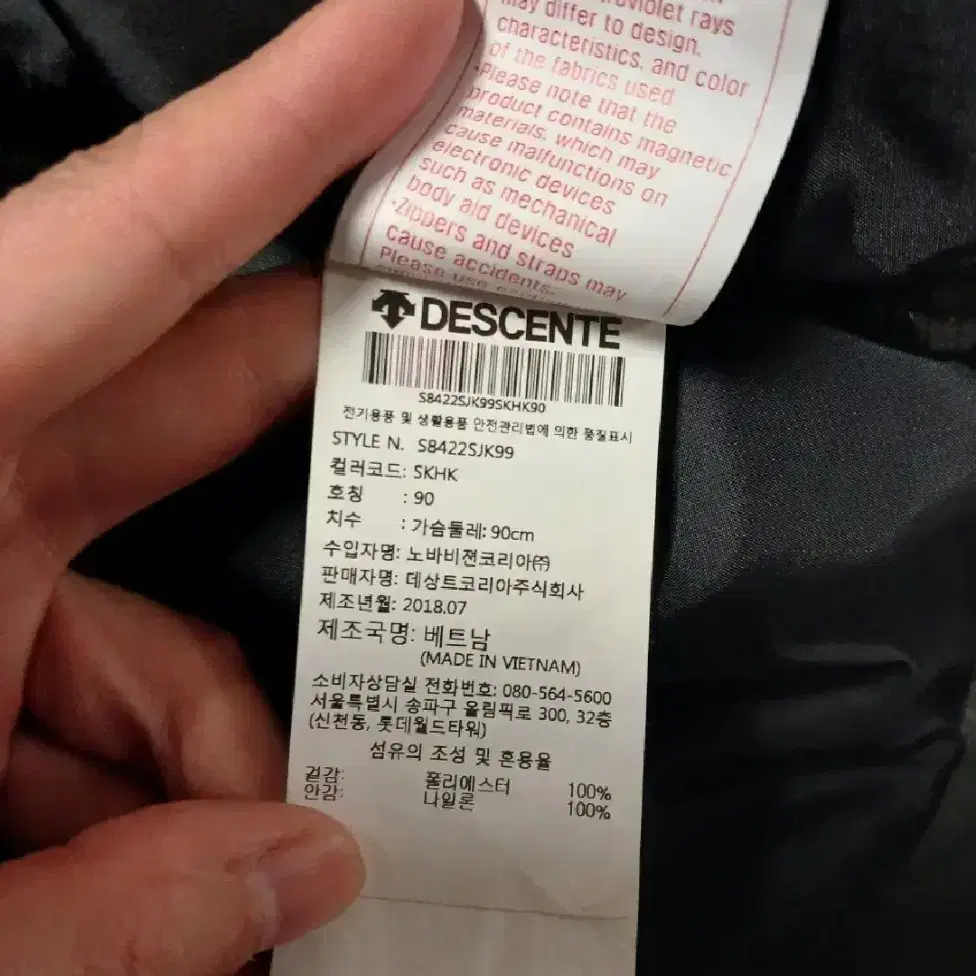 violet rays
may differ to design,
characteristics, and color
of the fabrics used
·Please note that the
product contains magnetic
materials, which may
cause malfunctions on
electronic devices
such as mechanical
body aid devices
·Zippers and straps may
cause accidents.
Please use
DESCENTE
S8422SJK99SKHK90
전기용품 및 생활용품 안전관리법에 의한 품질표시
STYLE N. S8422SJK99
컬러코드: SKHK
호칭 : 90
치수 : 가슴둘레: 90cm
수입자명: 노바비젼코리아㈜
판매자명: 데상트코리아주식회사
제조년월: 2018.07
제조국명: 베트남
(MADE IN VIETNAM)
소비자상담실 전화번호: 080-564-5600
서울특별시 송파구 올림픽로 300, 32층
(신천동, 롯데월드타워)
섬유의 조성 및 혼용율
겉감: 폴리에스터 100%
안감: 나일론 100%